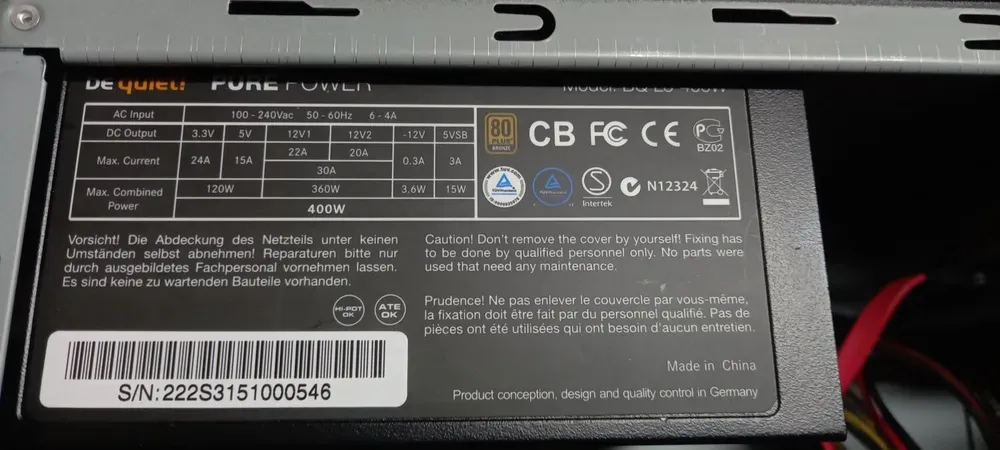 BE quiet! PURE POWER
AC Input 100 - 240Vac 50 - 60Hz 6 - 4A
DC Output 3.3V 5V 12V1 12V2 -12V 5VSB
Max. Current 24A 15A 22A 20A 0.3A 3A
30A
Max. Combined Power 120W 360W 3.6W 15W
400W
80 PLUS BRONZE CB FC CE PG BZ02
www.tuv.com Intertek N12324
Vorsicht! Die Abdeckung des Netzteils unter keinen
Umständen selbst abnehmen! Reparaturen bitte nur
durch ausgebildetes Fachpersonal vornehmen lassen.
Es sind keine zu wartenden Bauteile vorhanden.
Caution! Don't remove the cover by yourself! Fixing has
to be done by qualified personnel only. No parts were
used that need any maintenance.
Prudence! Ne pas enlever le couvercle par vous-même,
la fixation doit être fait par du personnel qualifié. Pas de
pièces ont été utilisées qui ont besoin d'aucun entretien.
HI-POT OK
ATE OK
S/N:222S3151000546
Made in China
Product conception, design and quality control in Germany